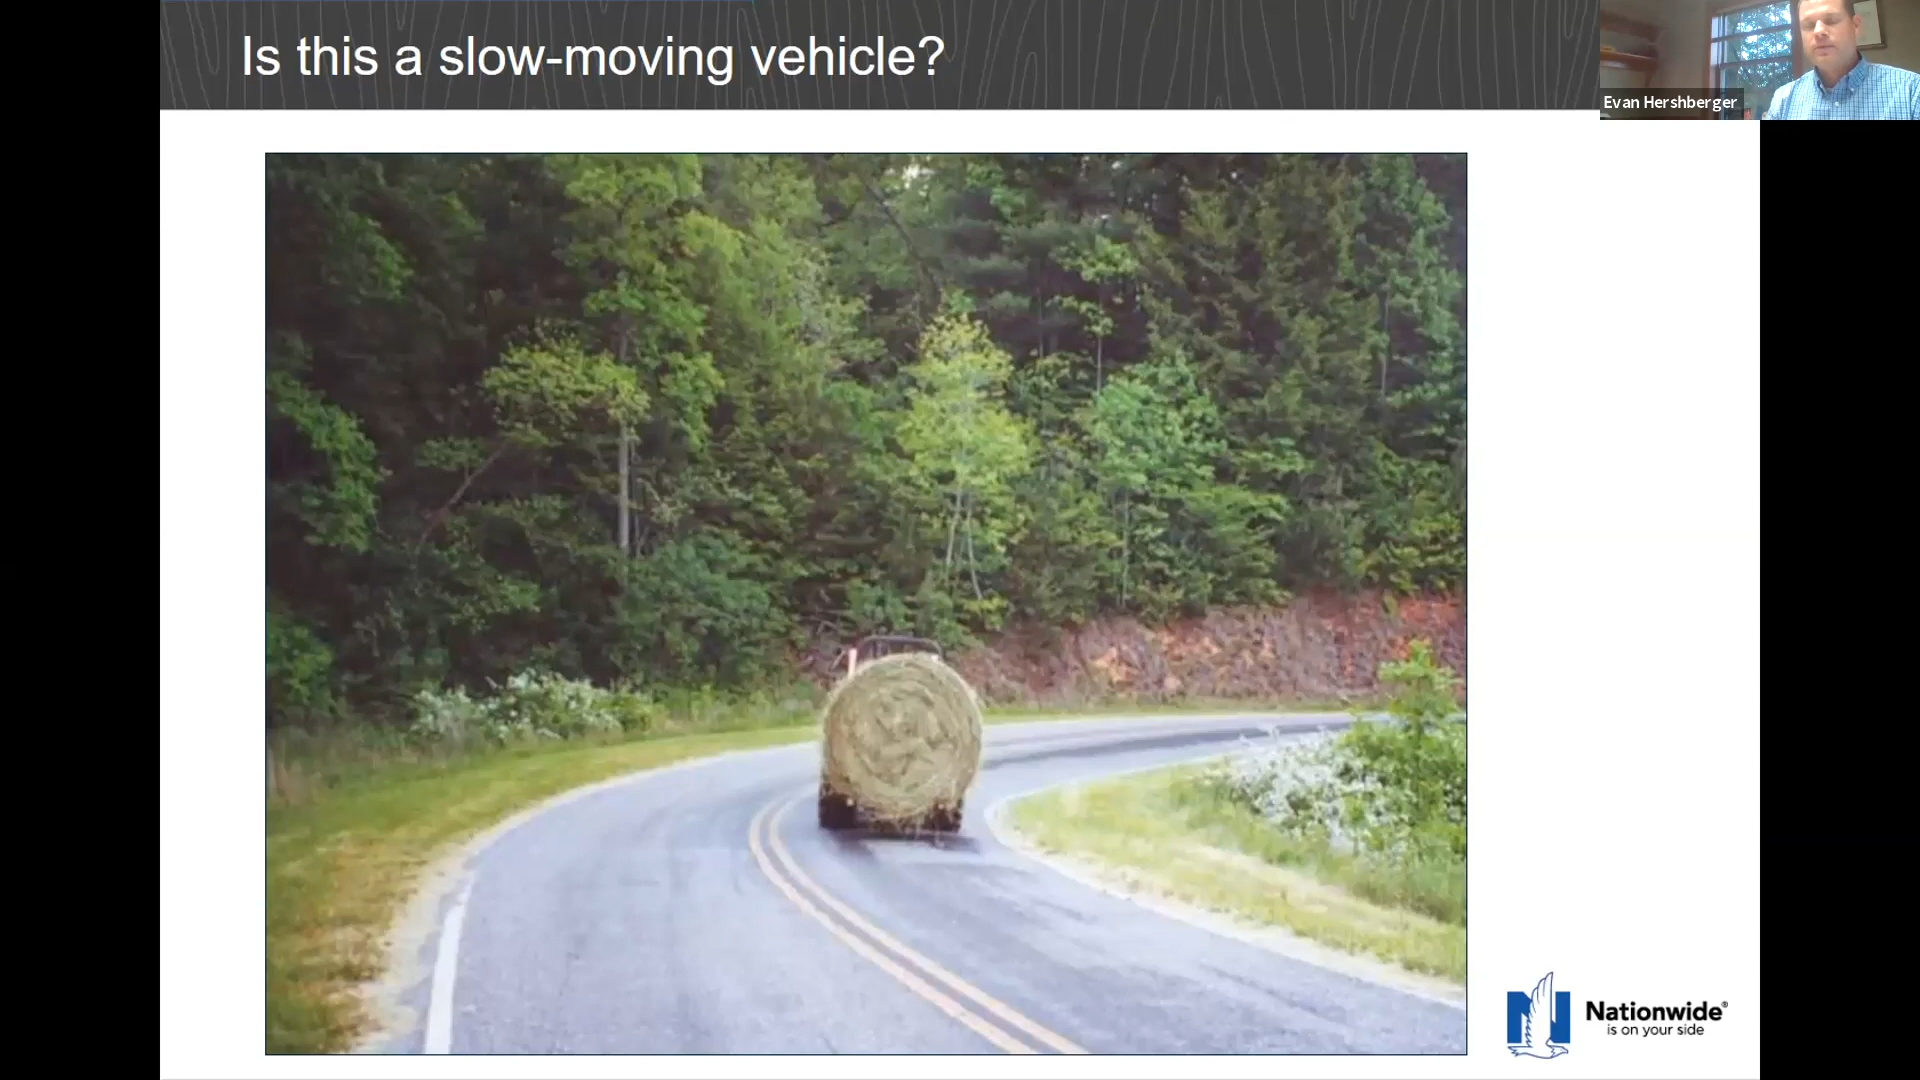 Is this a slow-moving vehicle?
Evan Hershberger
Nationwide®
is on your side